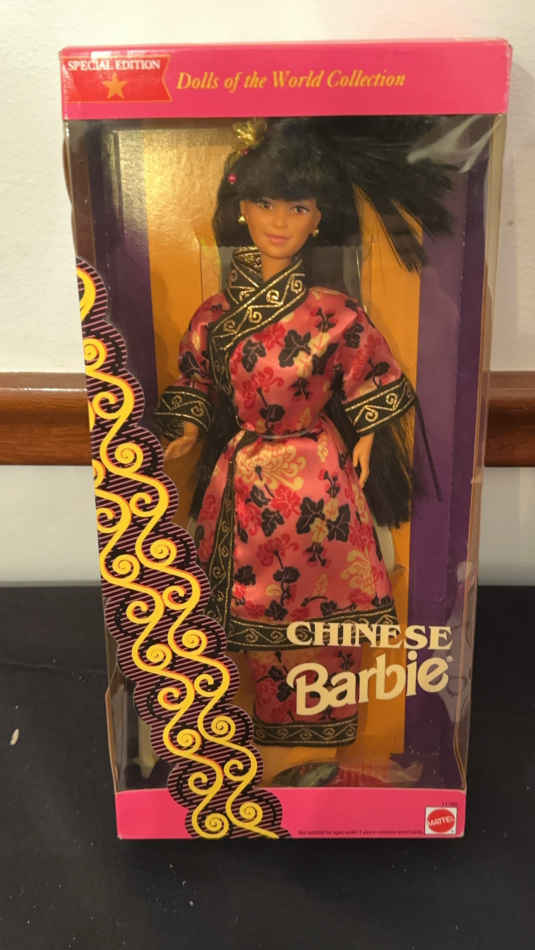 SPECIAL EDITION
Dolls of the World Collection
CHINESE
Barbie®
MATTEL